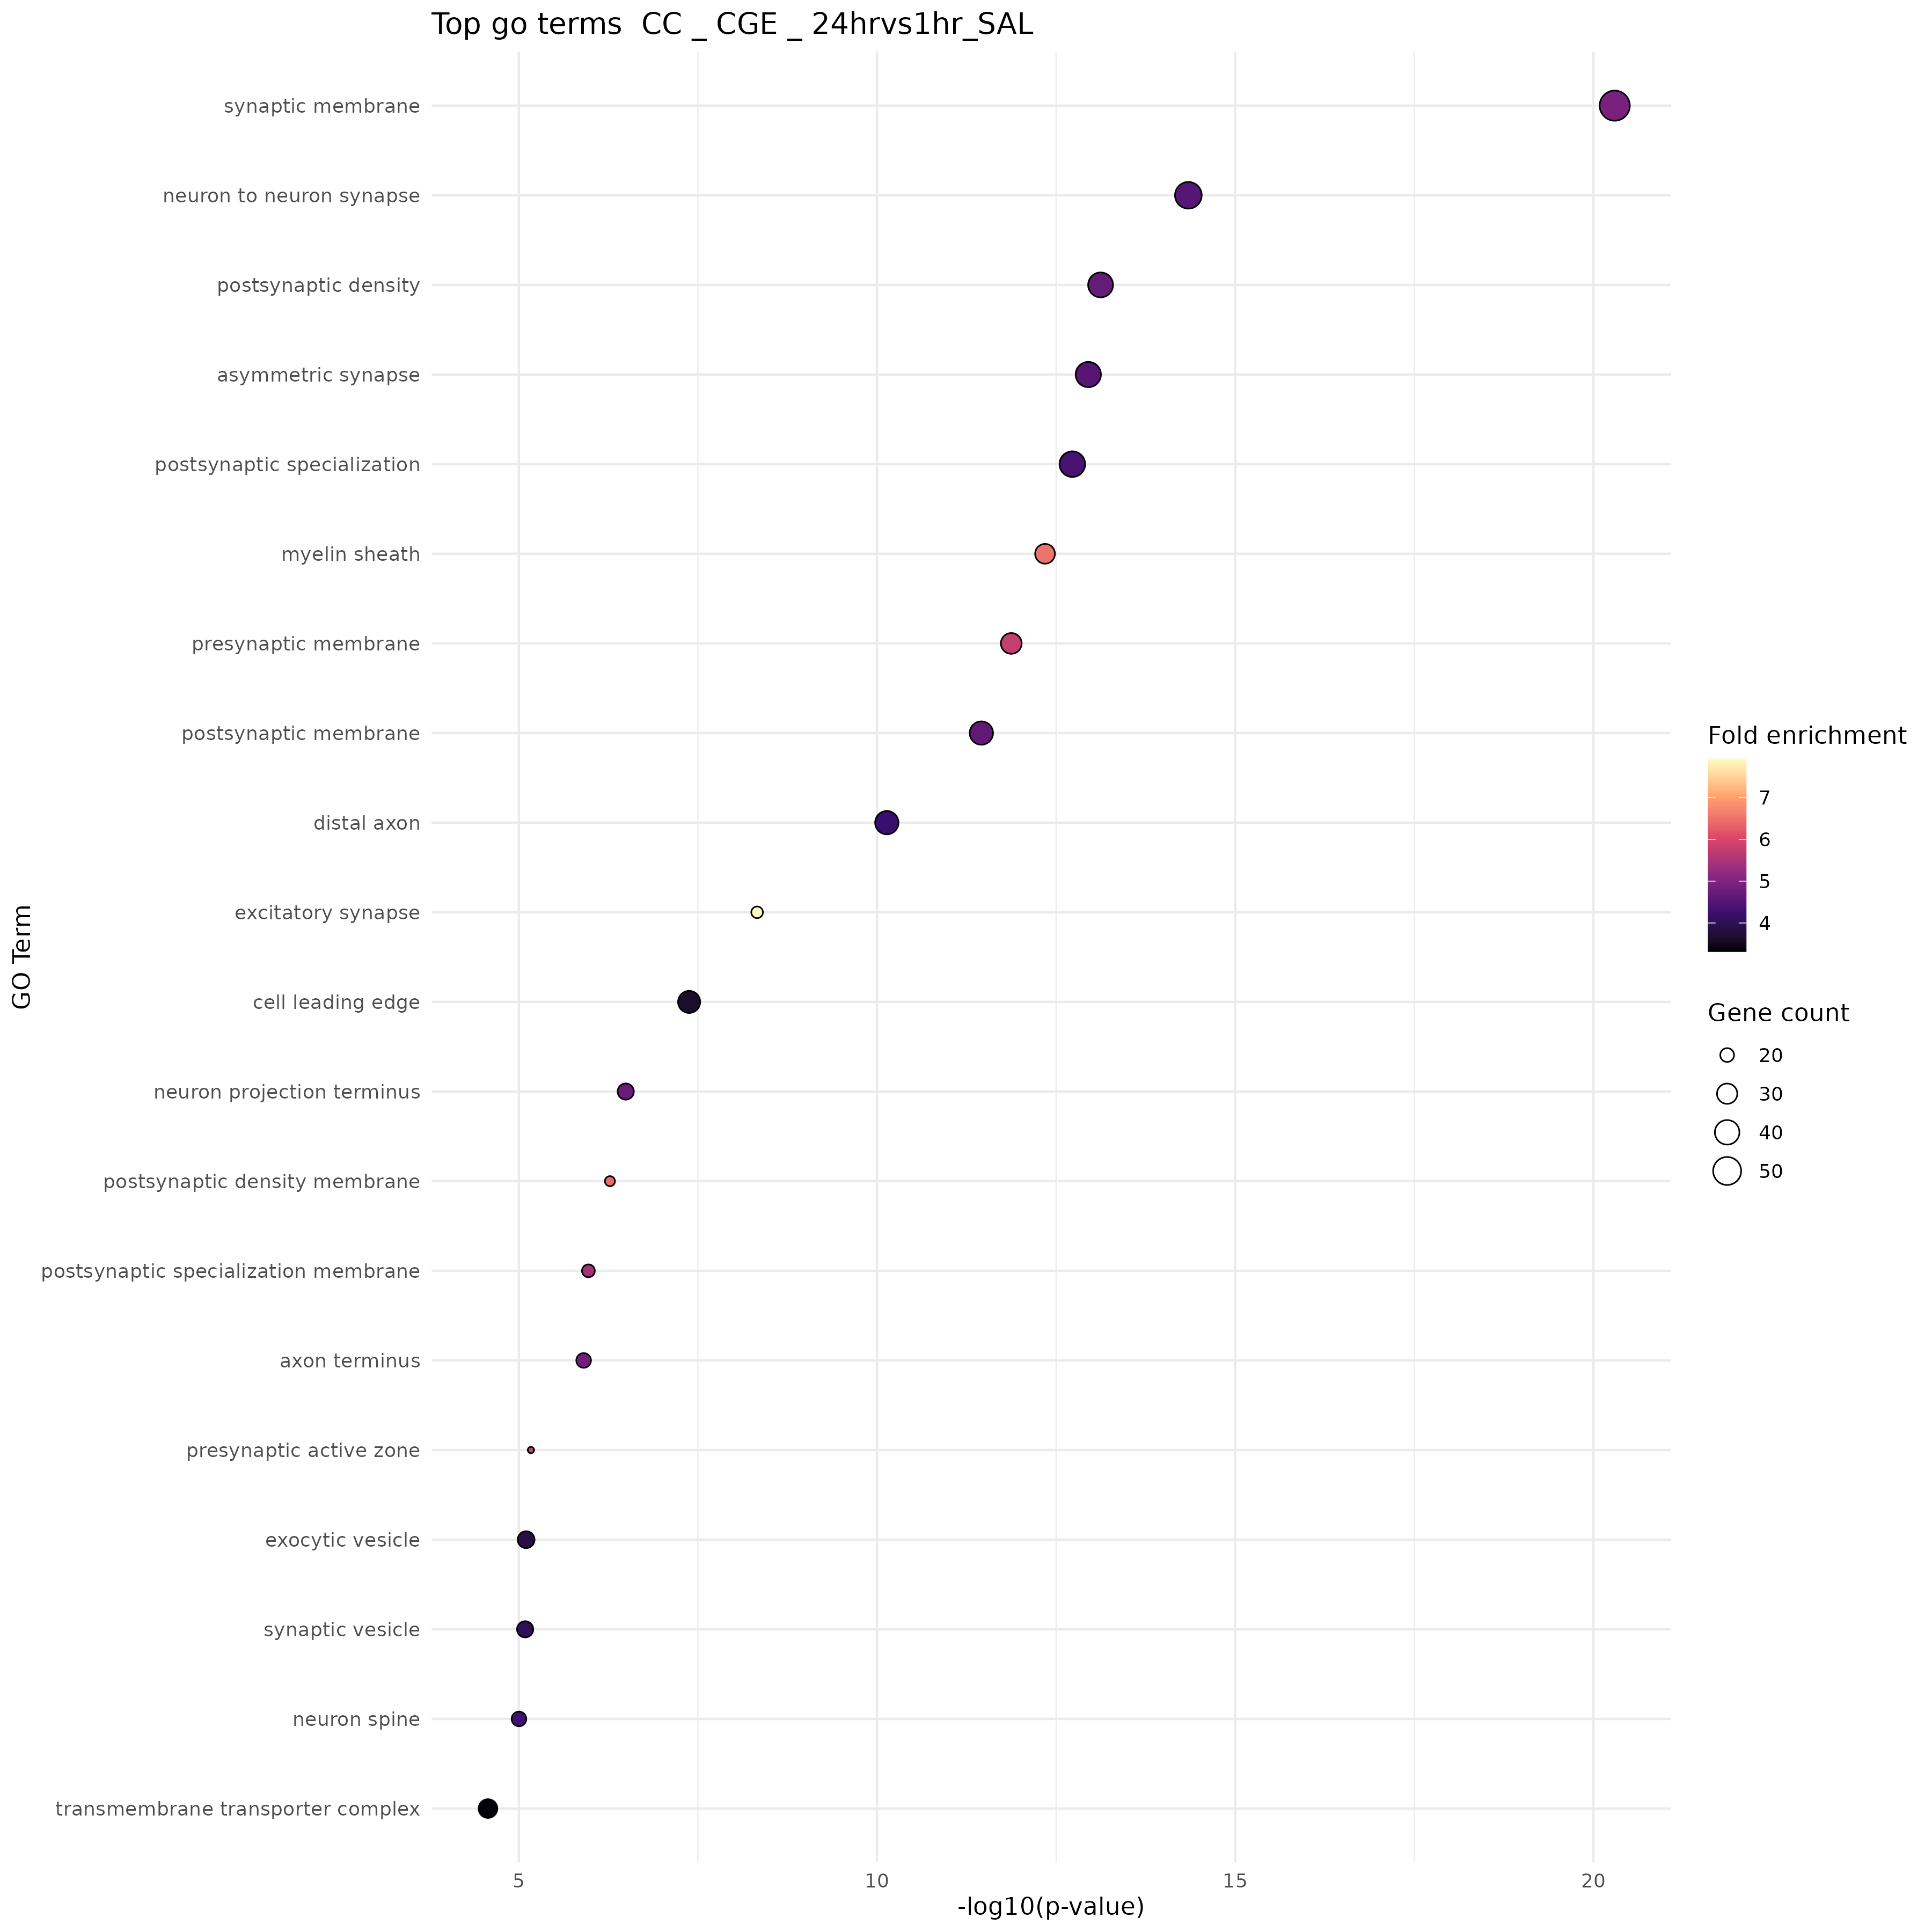 Top go terms  CC _ CGE _ 24hrvs1hr_SAL
GO Term
synaptic membrane
neuron to neuron synapse
postsynaptic density
asymmetric synapse
postsynaptic specialization
myelin sheath
presynaptic membrane
postsynaptic membrane
distal axon
excitatory synapse
cell leading edge
neuron projection terminus
postsynaptic density membrane
postsynaptic specialization membrane
axon terminus
presynaptic active zone
exocytic vesicle
synaptic vesicle
neuron spine
transmembrane transporter complex
5 10 15 20
-log10(p-value)
Fold enrichment
7
6
5
4
Gene count
20
30
40
50